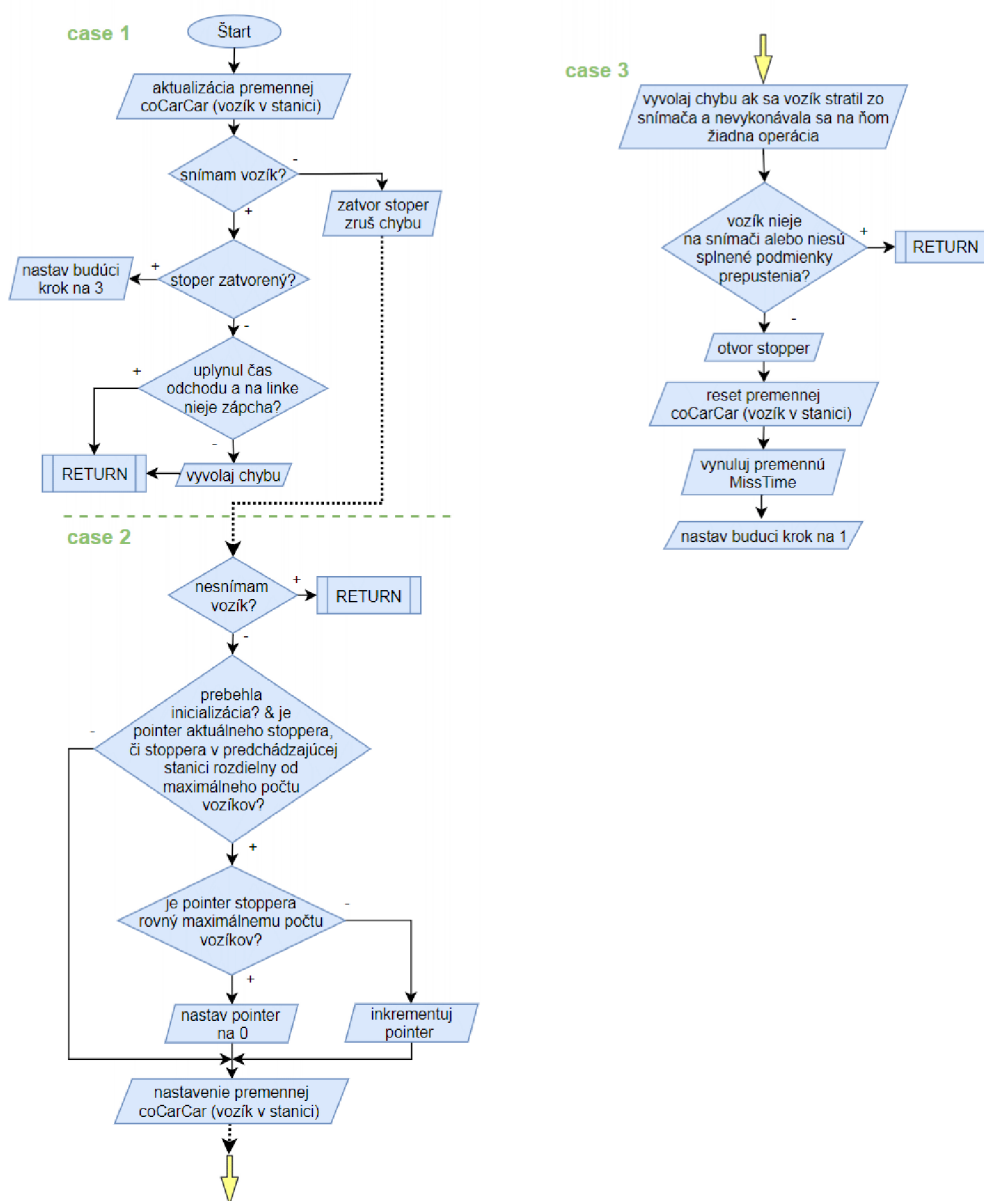 case 1
Štart
aktualizácia premennej
coCarCar (vozík v stanici)
snímam vozík?
-
+
zatvor stoper
zruš chybu
stoper zatvorený?
+
nastav budúci
krok na 3
-
uplynul čas
odchodu a na linke
nieje zápcha?
+
-
RETURN
vyvolaj chybu
case 2
nesnímam
vozík?
+
RETURN
-
prebehla
inicializácia? & je
pointer aktuálneho stoppera,
či stoppera v predchádzajúcej
stanici rozdielny od
maximálneho počtu
vozíkov?
-
+
je pointer stoppera
rovný maximálnemu počtu
vozíkov?
-
+
nastav pointer
na 0
inkrementuj
pointer
nastavenie premennej
coCarCar (vozík v stanici)
case 3
vyvolaj chybu ak sa vozík stratil zo
snímača a nevykonávala sa na ňom
žiadna operácia
vozík nieje
na snímači alebo niesú
splnené podmienky
prepustenia?
+
RETURN
-
otvor stopper
reset premennej
coCarCar (vozík v stanici)
vynuluj premennú
MissTime
nastav buduci krok na 1